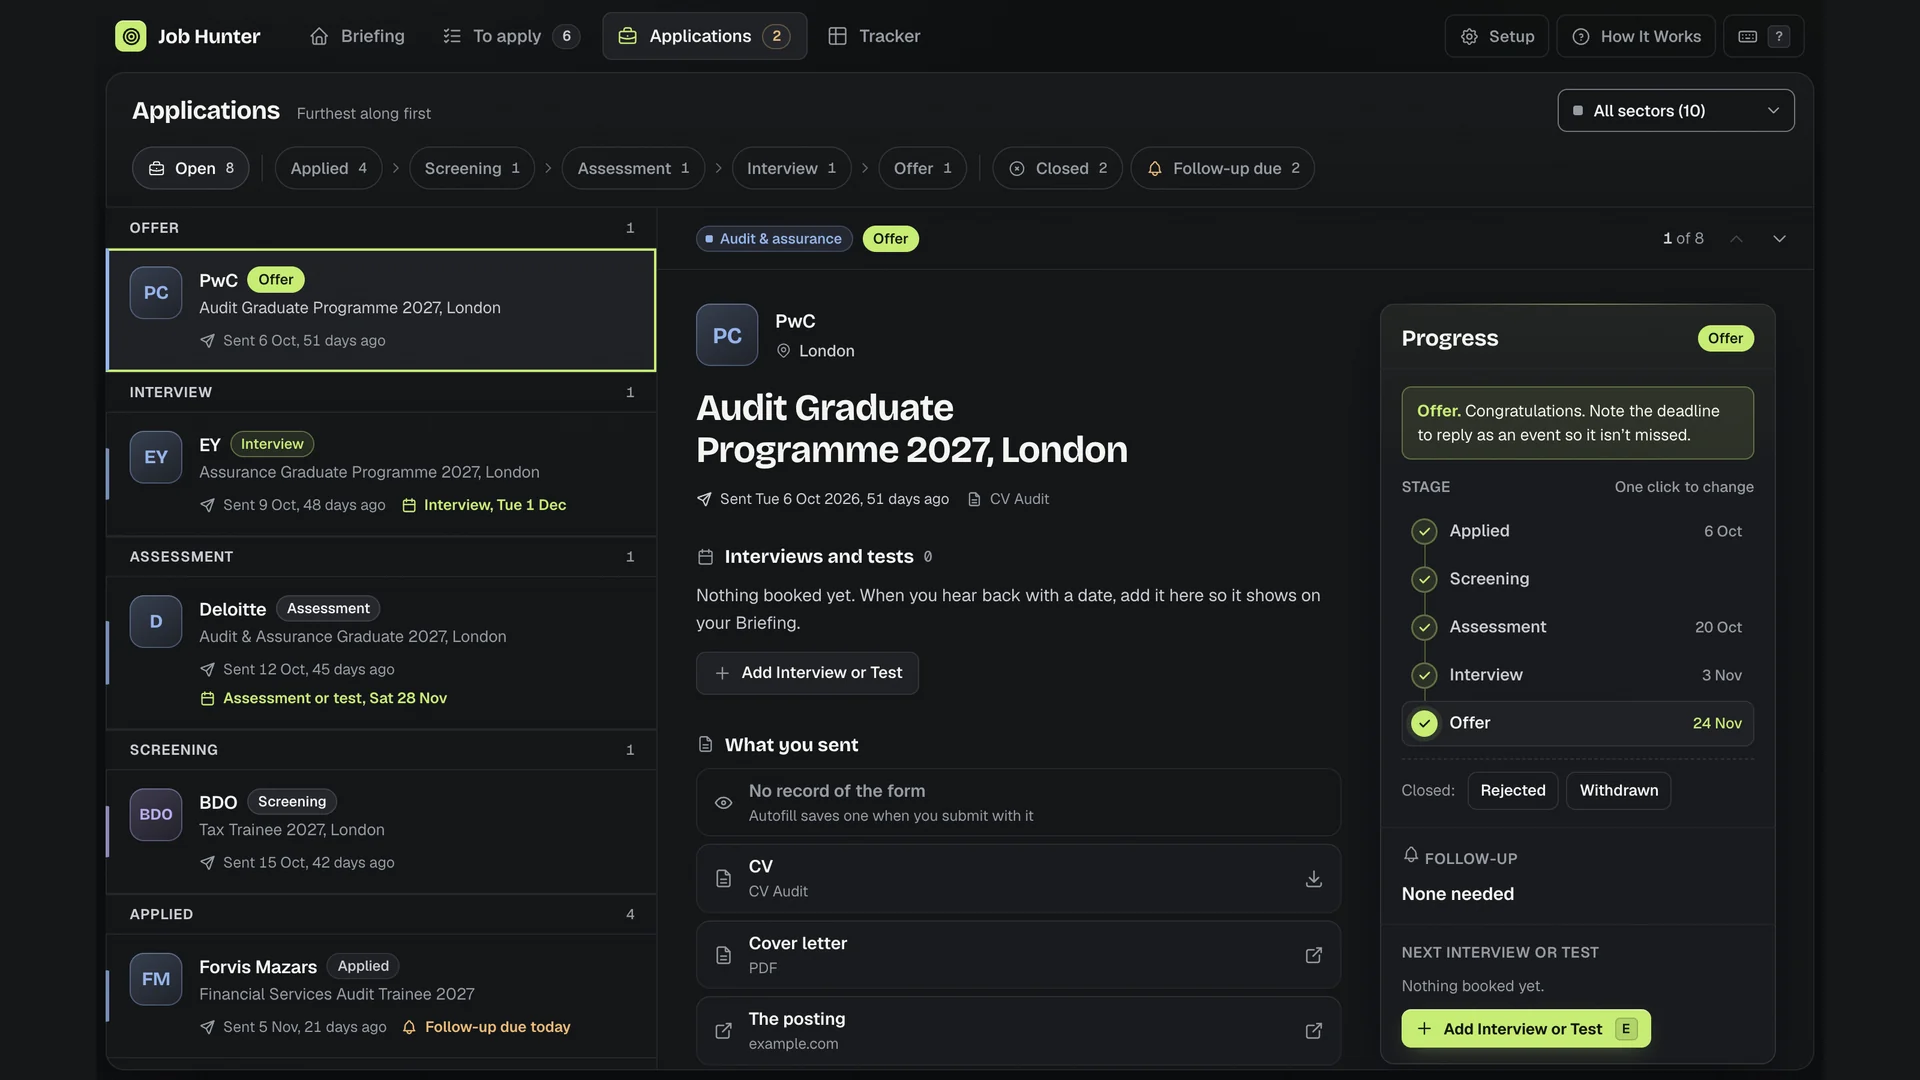 Job Hunter
Briefing
To apply 6
Applications 2
Tracker
Setup
How It Works
?
Applications Furthest along first
All sectors (10)
Open 8
Applied 4
Screening 1
Assessment 1
Interview 1
Offer 1
Closed 2
Follow-up due 2
OFFER 1
PC
PwC Offer
Audit Graduate Programme 2027, London
Sent 6 Oct, 51 days ago
INTERVIEW 1
EY
EY Interview
Assurance Graduate Programme 2027, London
Sent 9 Oct, 48 days ago Interview, Tue 1 Dec
ASSESSMENT 1
D
Deloitte Assessment
Audit & Assurance Graduate 2027, London
Sent 12 Oct, 45 days ago
Assessment or test, Sat 28 Nov
SCREENING 1
BDO
BDO Screening
Tax Trainee 2027, London
Sent 15 Oct, 42 days ago
APPLIED 4
FM
Forvis Mazars Applied
Financial Services Audit Trainee 2027
Sent 5 Nov, 21 days ago Follow-up due today
Audit & assurance Offer
1 of 8
PC
PwC
London
Audit Graduate
Programme 2027, London
Sent Tue 6 Oct 2026, 51 days ago CV Audit
Interviews and tests 0
Nothing booked yet. When you hear back with a date, add it here so it shows on
your Briefing.
Add Interview or Test
What you sent
No record of the form
Autofill saves one when you submit with it
CV
CV Audit
Cover letter
PDF
The posting
example.com
Progress Offer
Offer. Congratulations. Note the deadline
to reply as an event so it isn't missed.
STAGE One click to change
Applied 6 Oct
Screening
Assessment 20 Oct
Interview 3 Nov
Offer 24 Nov
Closed: Rejected Withdrawn
FOLLOW-UP
None needed
NEXT INTERVIEW OR TEST
Nothing booked yet.
Add Interview or Test E